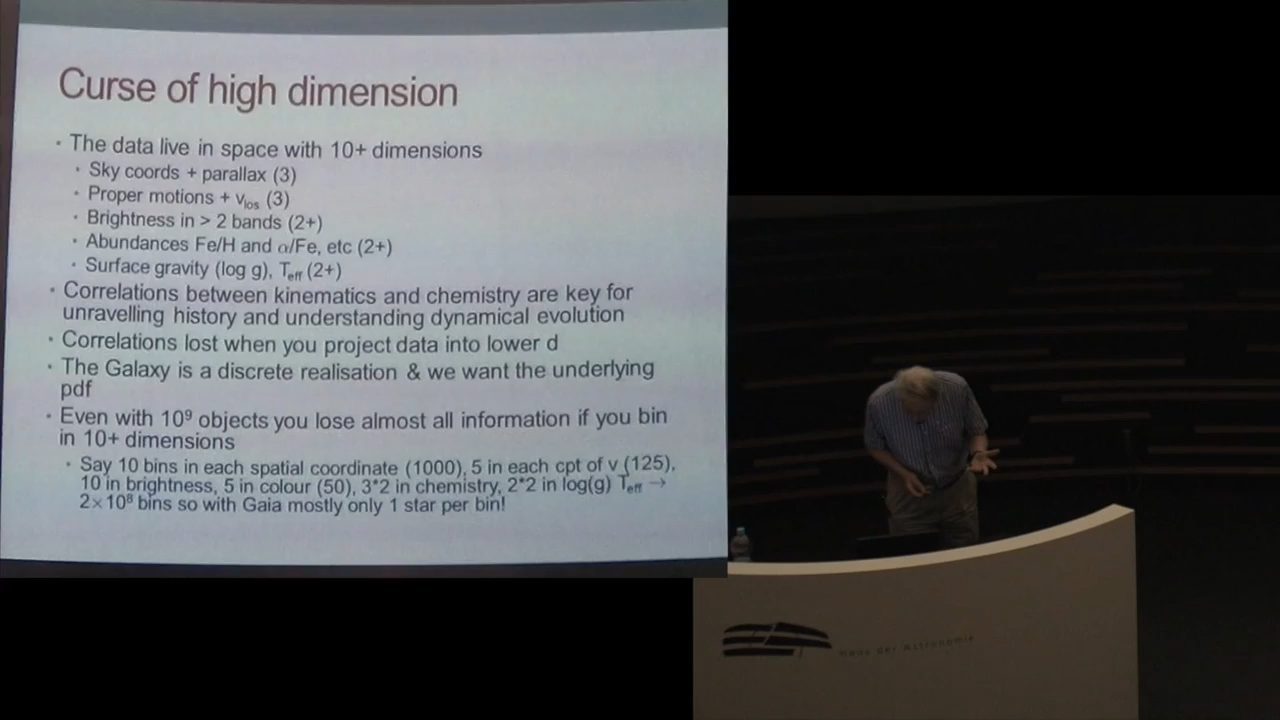 Curse of high dimension
• The data live in space with 10+ dimensions
• Sky coords + parallax (3)
• Proper motions + v_los (3)
• Brightness in > 2 bands (2+)
• Abundances Fe/H and α/Fe, etc (2+)
• Surface gravity (log g), T_eff (2+)
• Correlations between kinematics and chemistry are key for
unravelling history and understanding dynamical evolution
• Correlations lost when you project data into lower d
• The Galaxy is a discrete realisation & we want the underlying
pdf
• Even with 10⁹ objects you lose almost all information if you bin
in 10+ dimensions
• Say 10 bins in each spatial coordinate (1000), 5 in each cpt of v (125),
10 in brightness, 5 in colour (50), 3*2 in chemistry, 2*2 in log(g) T_eff →
2×10⁸ bins so with Gaia mostly only 1 star per bin!
haus der astronomie